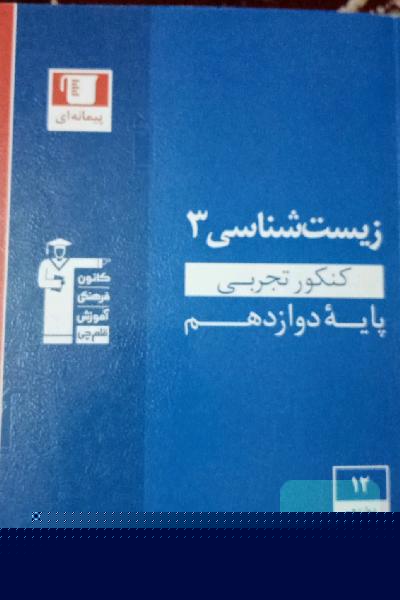 پیمانه‌ای
زیست‌شناسی ۳
کنکور تجربی
پایهٔ دوازدهم
کانون
فرهنگی
آموزش
قلم‌چی
۱۲